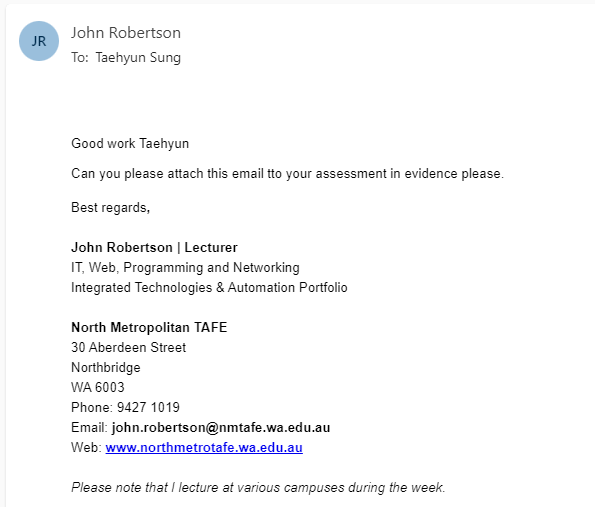 JR
John Robertson
To: Taehyun Sung
Good work Taehyun
Can you please attach this email tto your assessment in evidence please.
Best regards,
John Robertson | Lecturer
IT, Web, Programming and Networking
Integrated Technologies & Automation Portfolio
North Metropolitan TAFE
30 Aberdeen Street
Northbridge
WA 6003
Phone: 9427 1019
Email: john.robertson@nmtafe.wa.edu.au
Web: www.northmetrotafe.wa.edu.au
Please note that I lecture at various campuses during the week.